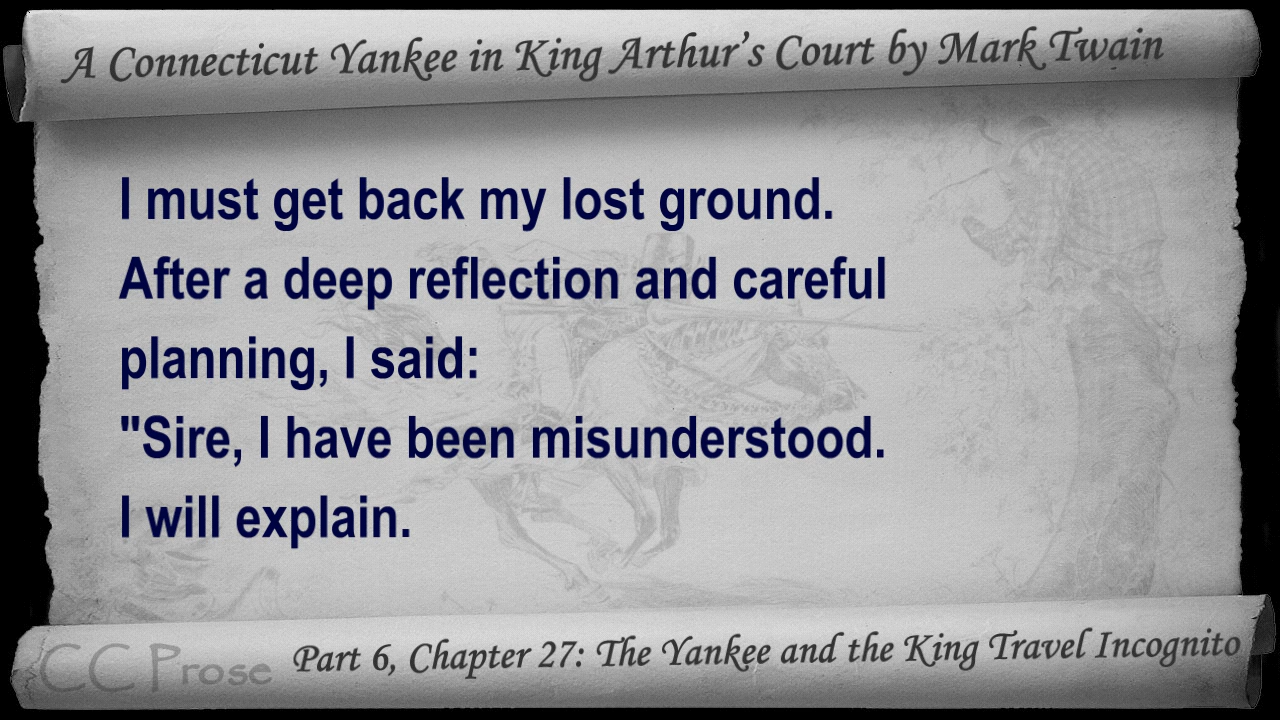 A Connecticut Yankee in King Arthur's Court by Mark Twain
I must get back my lost ground.
After a deep reflection and careful
planning, I said:
"Sire, I have been misunderstood.
I will explain.
CC Prose
Part 6, Chapter 27: The Yankee and the King Travel Incognito